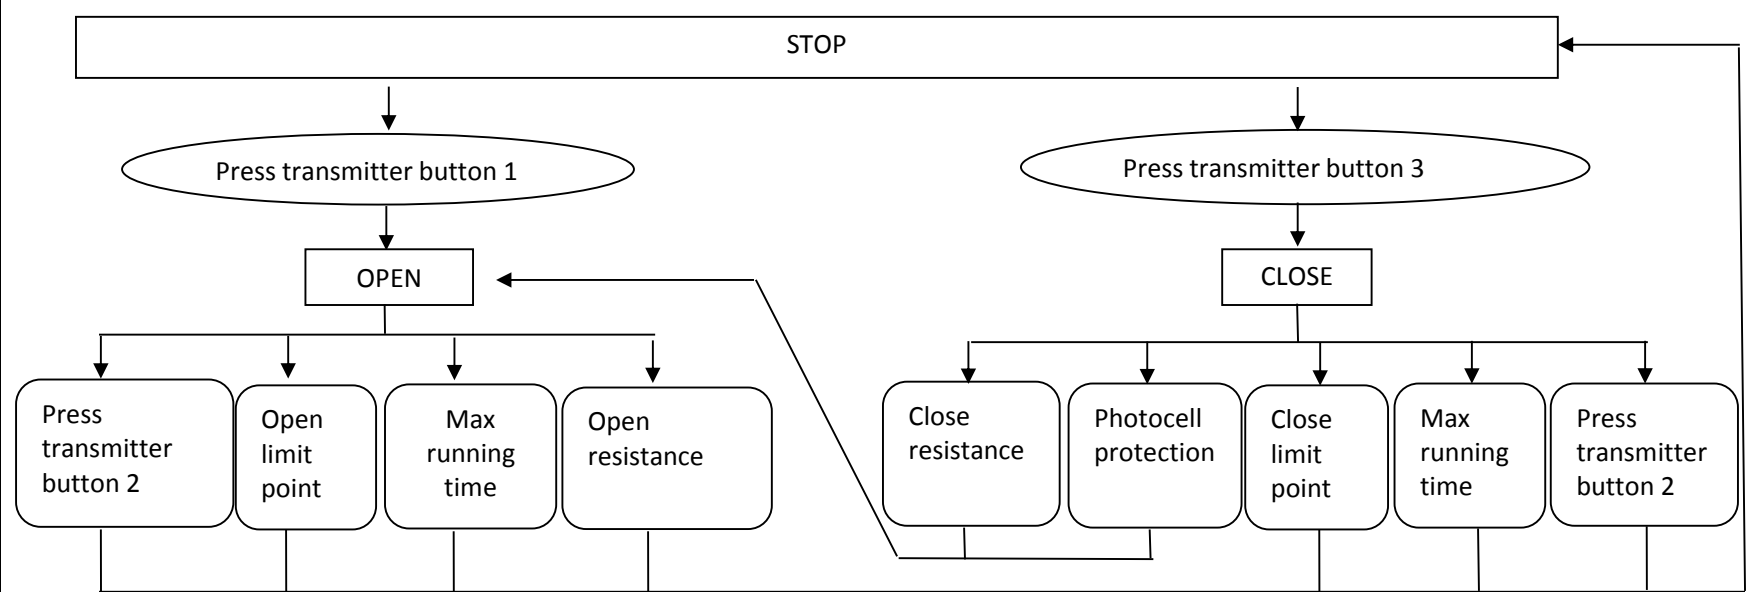 STOP
Press transmitter button 1
Press transmitter button 3
OPEN
CLOSE
Press
transmitter
button 2
Open
limit
point
Max
running
time
Open
resistance
Close
resistance
Photocell
protection
Close
limit
point
Max
running
time
Press
transmitter
button 2